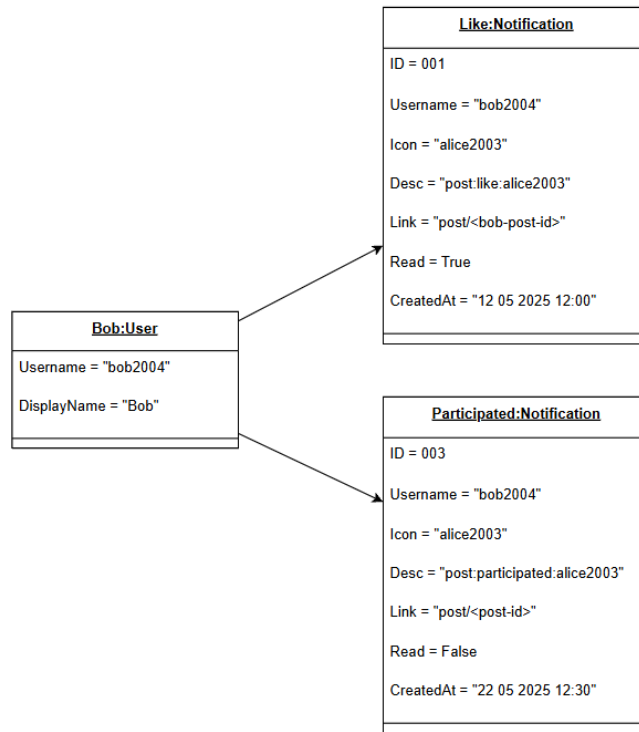 Like:Notification
ID = 001
Username = "bob2004"
Icon = "alice2003"
Desc = "post:like:alice2003"
Link = "post/<bob-post-id>"
Read = True
CreatedAt = "12 05 2025 12:00"
Bob:User
Username = "bob2004"
DisplayName = "Bob"
Participated:Notification
ID = 003
Username = "bob2004"
Icon = "alice2003"
Desc = "post:participated:alice2003"
Link = "post/<post-id>"
Read = False
CreatedAt = "22 05 2025 12:30"